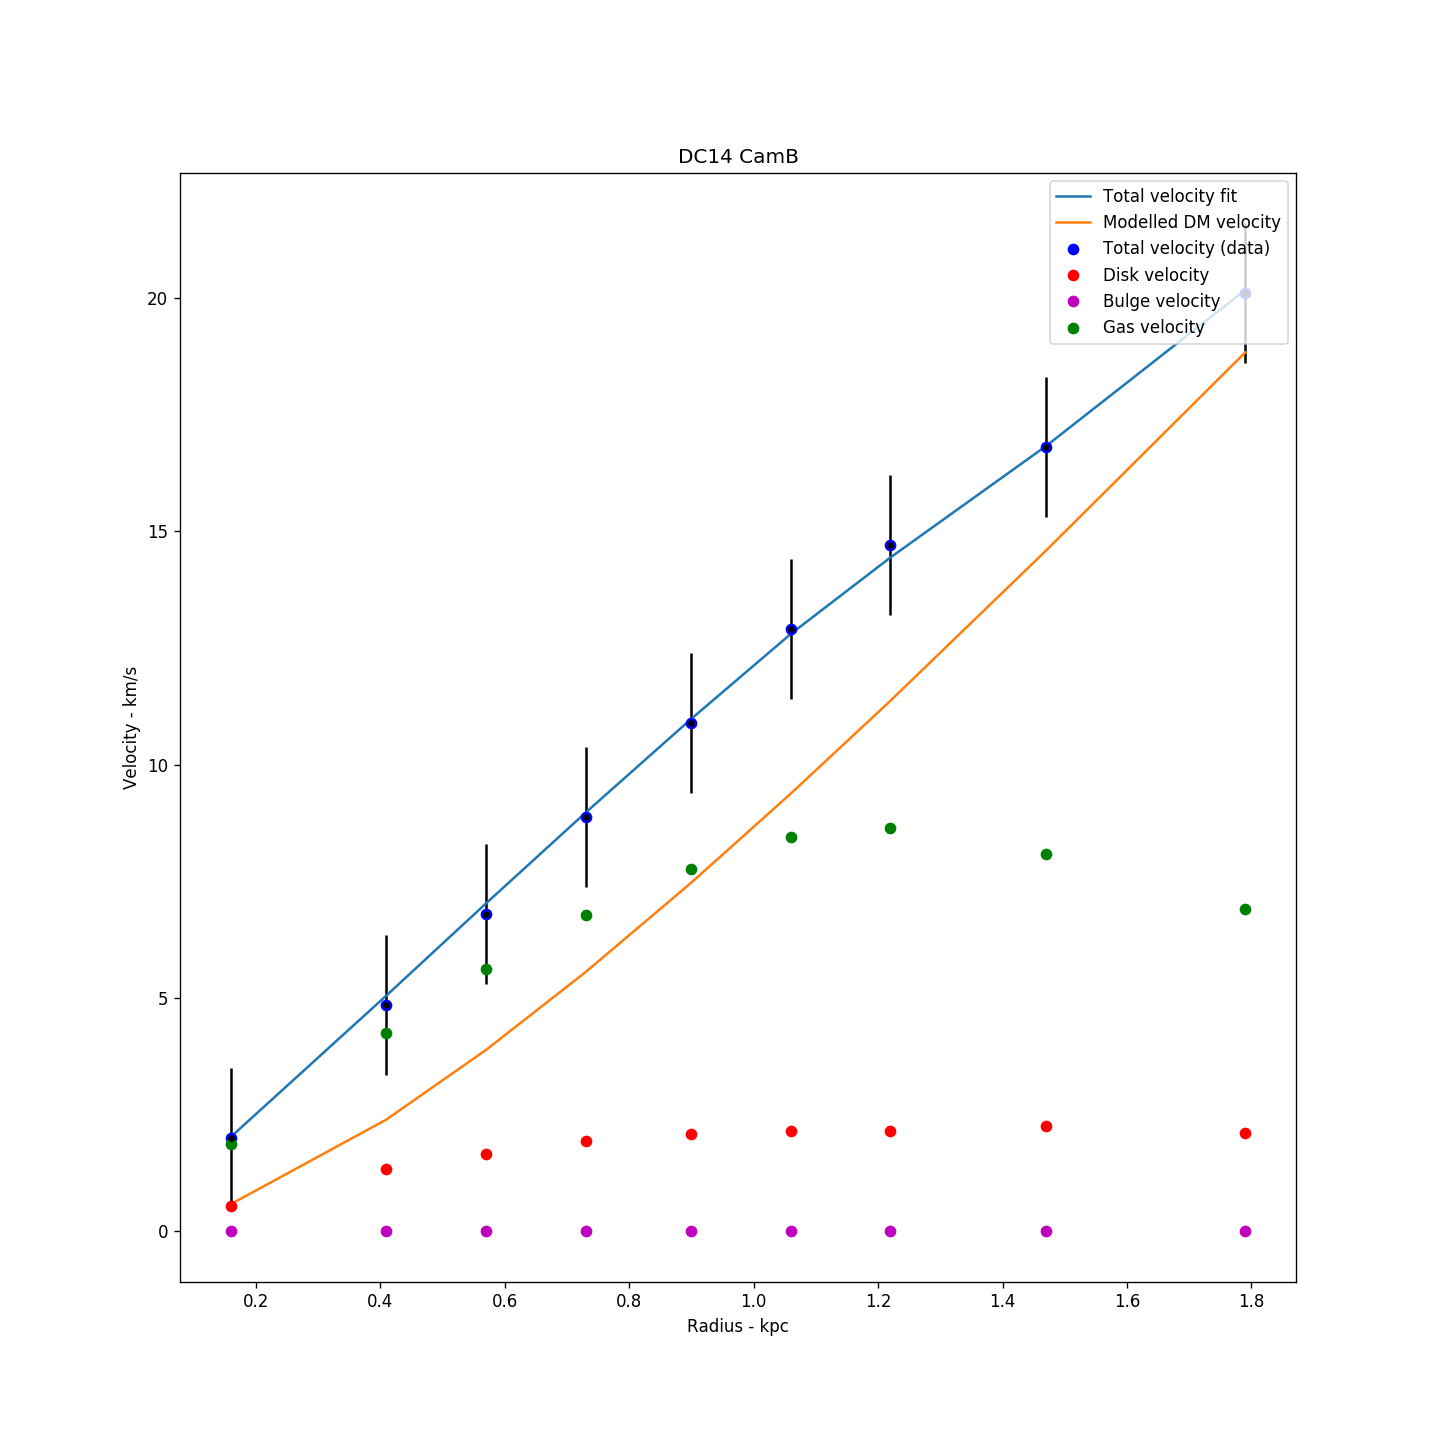 DC14 CamB
Total velocity fit
Modelled DM velocity
Total velocity (data)
Disk velocity
Bulge velocity
Gas velocity
20
15
10
5
0
Velocity - km/s
0.2 0.4 0.6 0.8 1.0 1.2 1.4 1.6 1.8
Radius - kpc